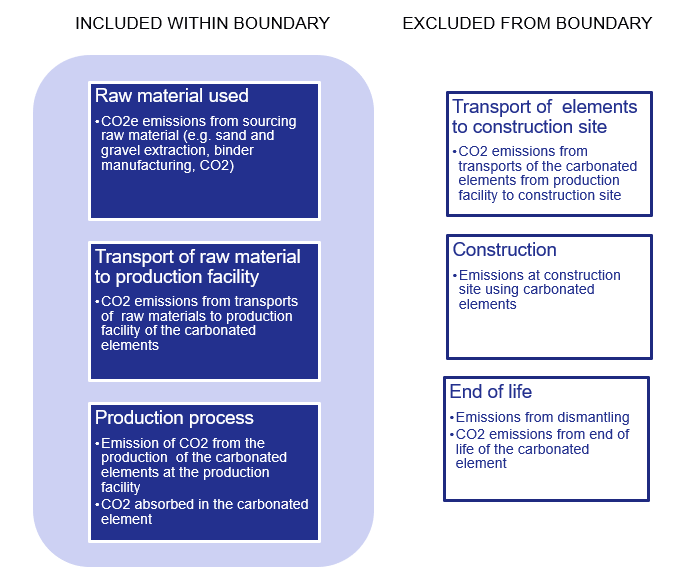 INCLUDED WITHIN BOUNDARY
Raw material used
•CO2e emissions from sourcing
raw material (e.g. sand and
gravel extraction, binder
manufacturing, CO2)
Transport of raw material
to production facility
•CO2 emissions from transports
of raw materials to production
facility of the carbonated
elements
Production process
•Emission of CO2 from the
production of the carbonated
elements at the production
facility
•CO2 absorbed in the carbonated
element
EXCLUDED FROM BOUNDARY
Transport of elements
to construction site
•CO2 emissions from
transports of the carbonated
elements from production
facility to construction site
Construction
•Emissions at construction
site using carbonated
elements
End of life
•Emissions from dismantling
•CO2 emissions from end of
life of the carbonated
element